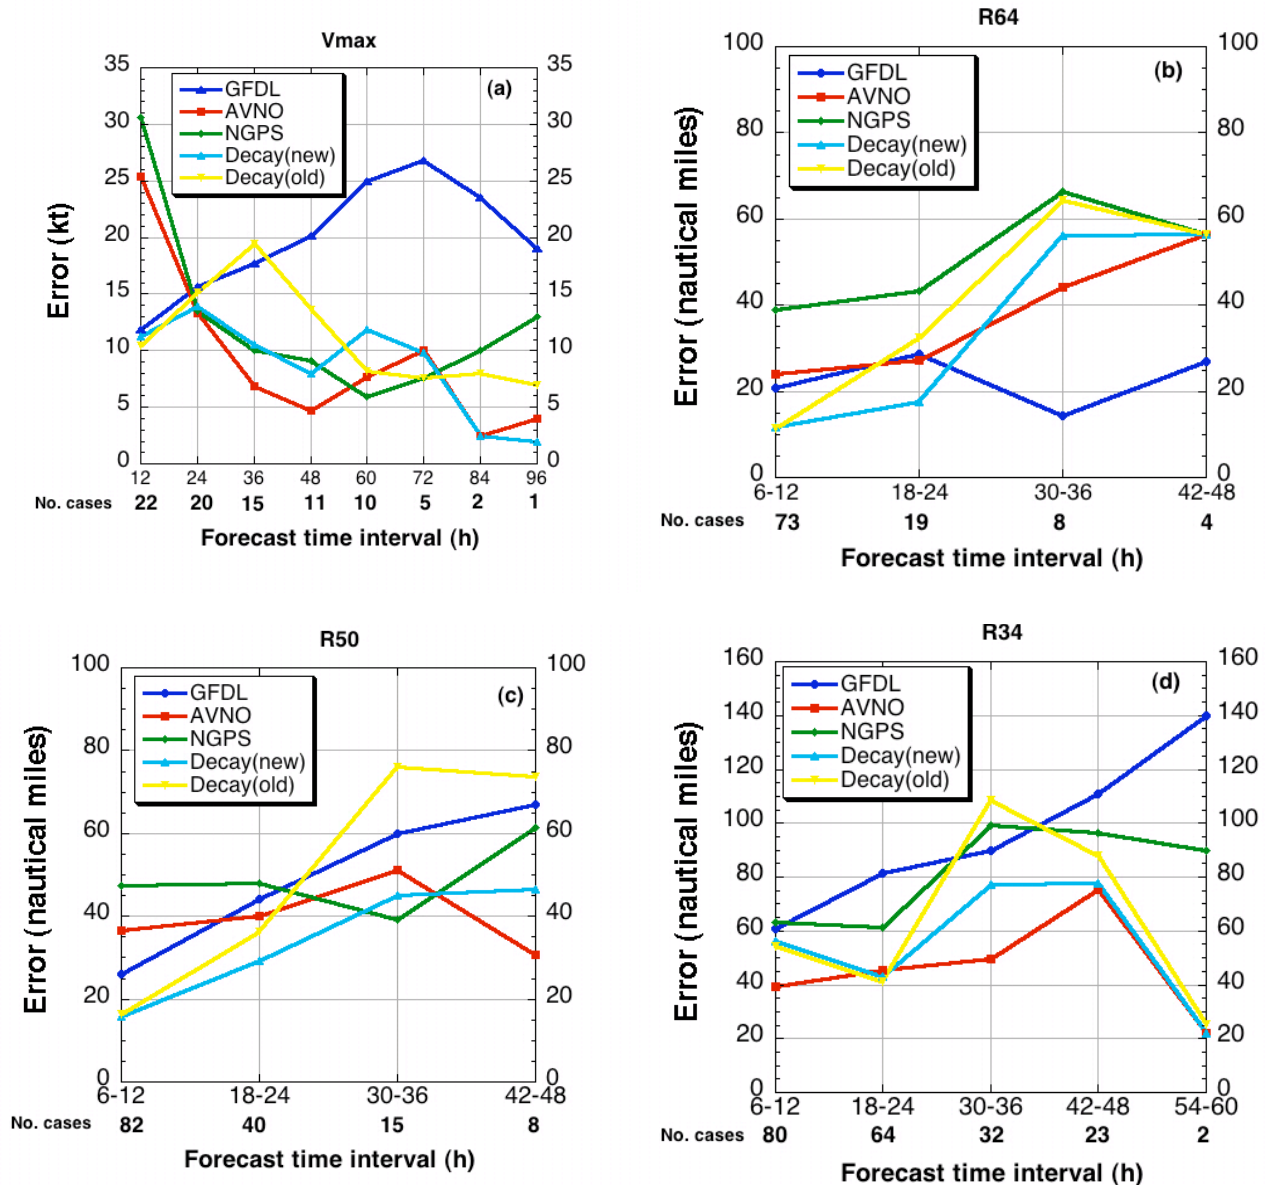 Vmax
(a)
GFDL
AVNO
NGPS
Decay(new)
Decay(old)
Error (kt)
35 35
30 30
25 25
20 20
15 15
10 10
5 5
0 0
12 24 36 48 60 72 84 96
No. cases 22 20 15 11 10 5 2 1
Forecast time interval (h)
R64
(b)
GFDL
AVNO
NGPS
Decay(new)
Decay(old)
Error (nautical miles)
100 100
80 80
60 60
40 40
20 20
0 0
6-12 18-24 30-36 42-48
No. cases 73 19 8 4
Forecast time interval (h)
R50
(c)
GFDL
AVNO
NGPS
Decay(new)
Decay(old)
Error (nautical miles)
100 100
80 80
60 60
40 40
20 20
0 0
6-12 18-24 30-36 42-48
No. cases 82 40 15 8
Forecast time interval (h)
R34
(d)
GFDL
AVNO
NGPS
Decay(new)
Decay(old)
Error (nautical miles)
160 160
140 140
120 120
100 100
80 80
60 60
40 40
20 20
0 0
6-12 18-24 30-36 42-48 54-60
No. cases 80 64 32 23 2
Forecast time interval (h)